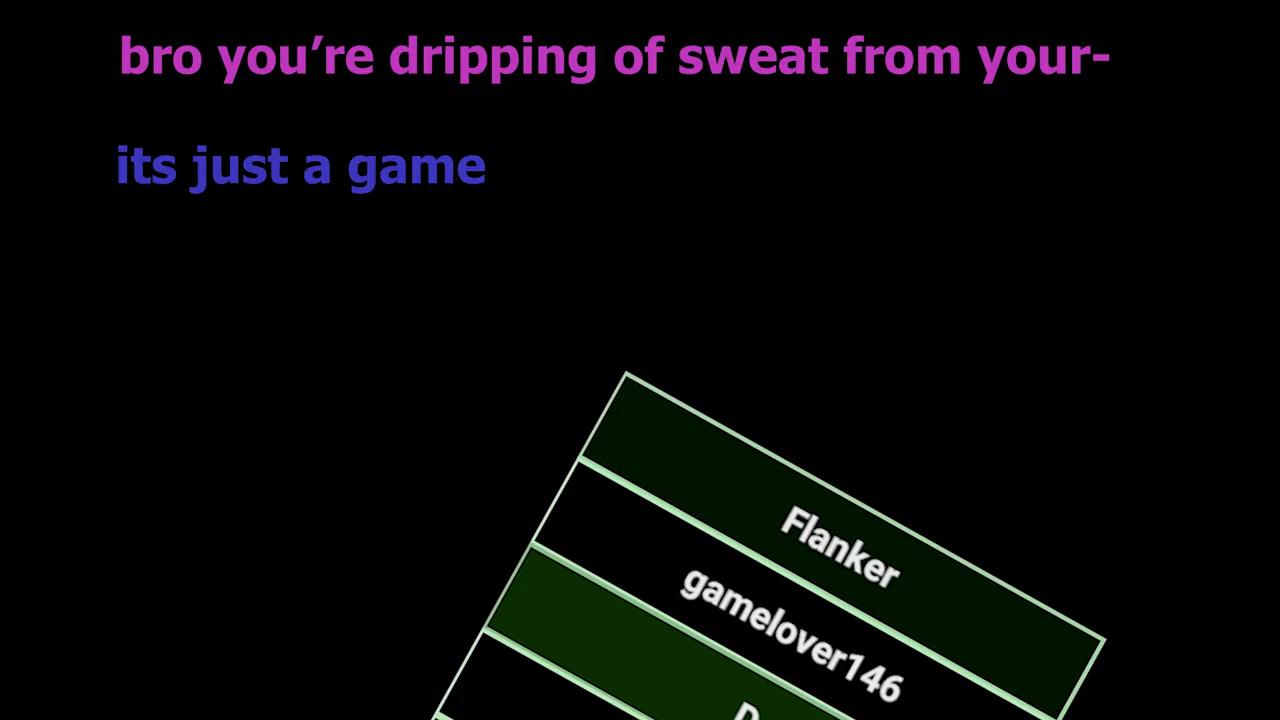 bro you’re dripping of sweat from your-
its just a game
Flanker
gamelover146